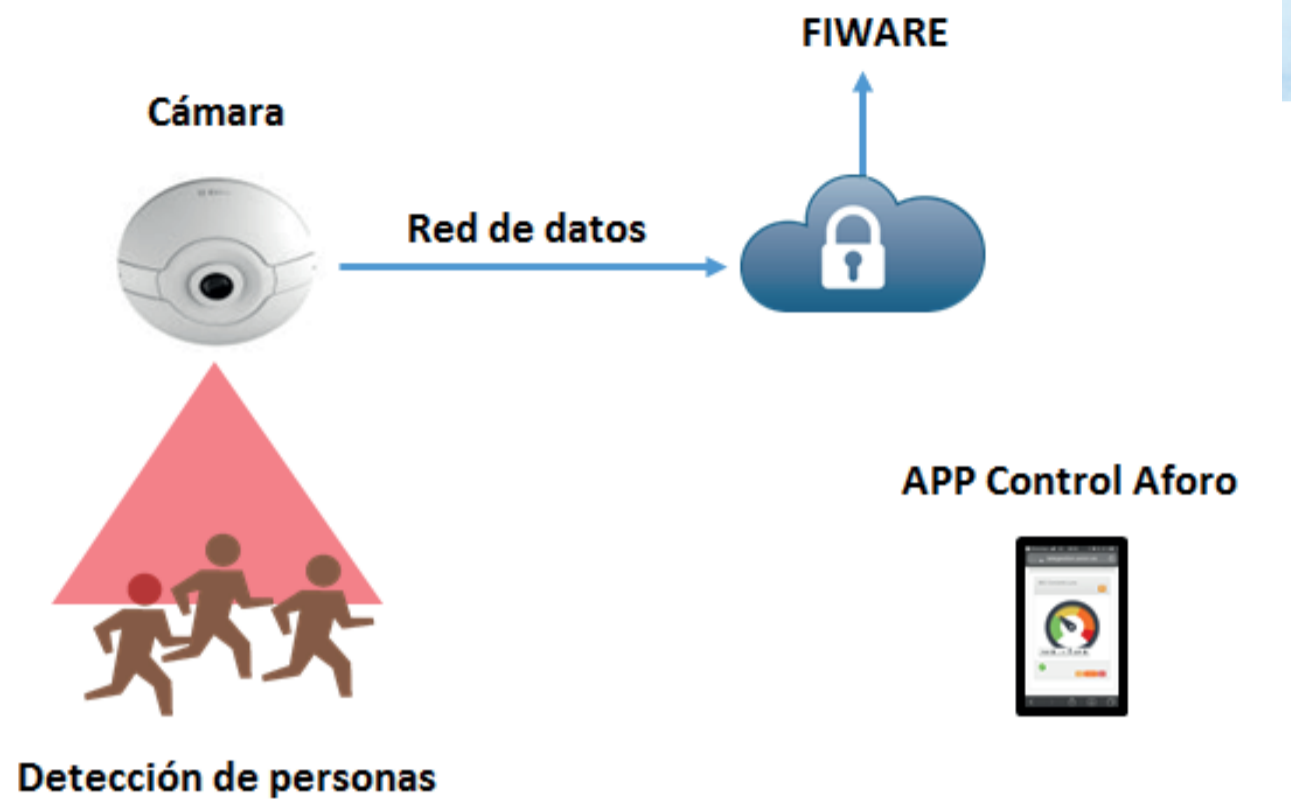 FIWARE
Cámara
Red de datos
APP Control Aforo
Detección de personas